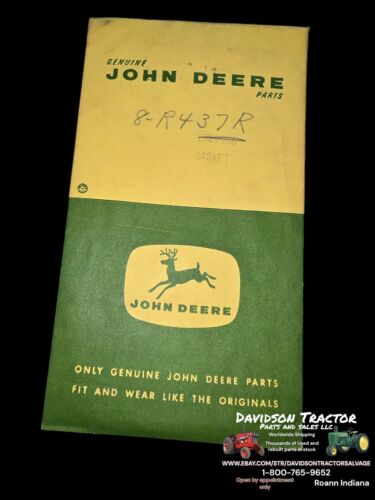 GENUINE
JOHN DEERE
PARTS
8-R437R
GASKET
JOHN DEERE
ONLY GENUINE JOHN DEERE PARTS
FIT AND WEAR LIKE THE ORIGINALS
DAVIDSON TRACTOR
PARTS AND SALES LLC
Worldwide Shipping
Thousands of Used and
rebuilt parts in stock
WWW.EBAY.COM/STR/DAVIDSONTRACTORSALVAGE
1-800-765-9652
Open by appointment
only
Roann Indiana